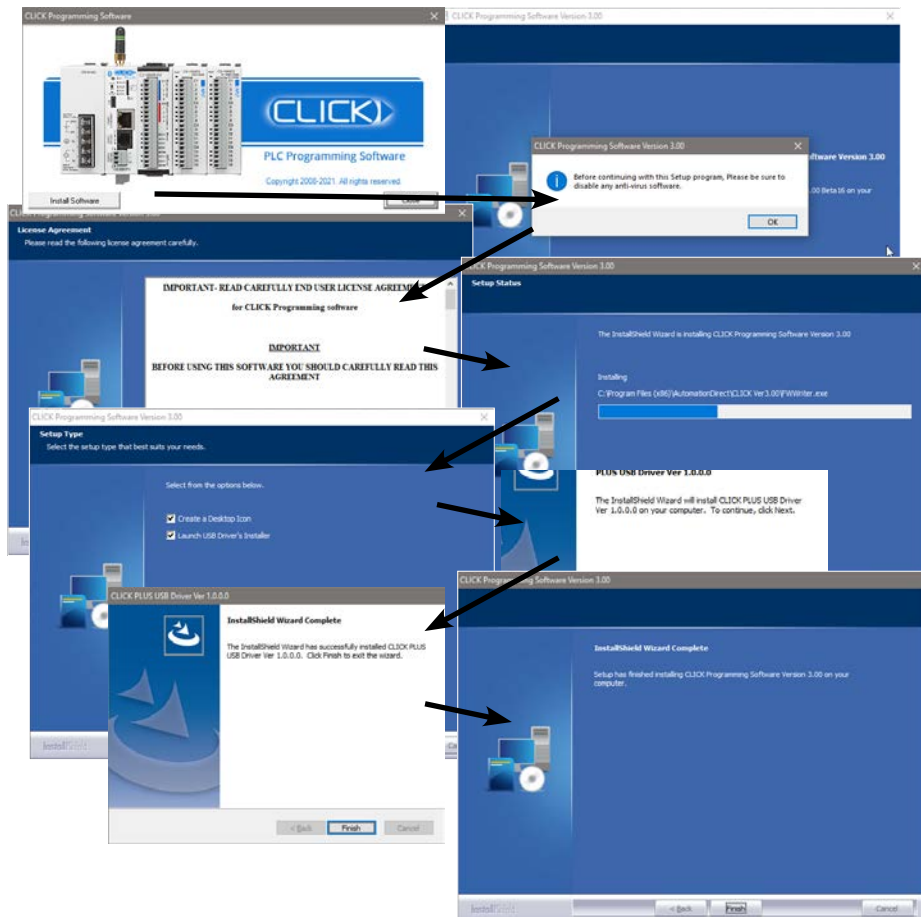 CLICK Programming Software
CLICK
PLC Programming Software
Copyright 2008-2021. All rights reserved.
Install Software
CLICK Programming Software Version 3.00
ftware Version 3.00
.00 Beta16 on your
CLICK Programming Software Version 3.00
Before continuing with this Setup program, Please be sure to
disable any anti-virus software.
OK
License Agreement
Please read the following license agreement carefully.
IMPORTANT- READ CAREFULLY END USER LICENSE
for CLICK Programming software
IMPORTANT
BEFORE USING THIS SOFTWARE YOU SHOULD CAREFULLY READ THIS
AGREEMENT
CLICK Programming Software Version 3.00
Setup Status
The InstallShield Wizard is installing CLICK Programming Software Version 3.00
Installing
C:\Program Files (x86)\AutomationDirect\CLICK Ver3.00\FWWriter.exe
CLICK Programming Software Version 3.00
Setup Type
Select the setup type that best suits your needs.
Select from the options below.
Create a Desktop Icon
Launch USB Driver's Installer
InstallShield
PLUS USB Driver Ver 1.0.0.0
The InstallShield Wizard will install CLICK PLUS USB Driver
Ver 1.0.0.0 on your computer. To continue, click Next.
CLICK PLUS USB Driver Ver 1.0.0.0
InstallShield Wizard Complete
The InstallShield Wizard has successfully installed CLICK PLUS
USB Driver Ver 1.0.0.0. Click Finish to exit the wizard.
< Back
Finish
Cancel
CLICK Programming Software Version 3.00
InstallShield Wizard Complete
Setup has finished installing CLICK Programming Software Version 3.00 on your
computer.
InstallShield
< Back
Finish
Cancel